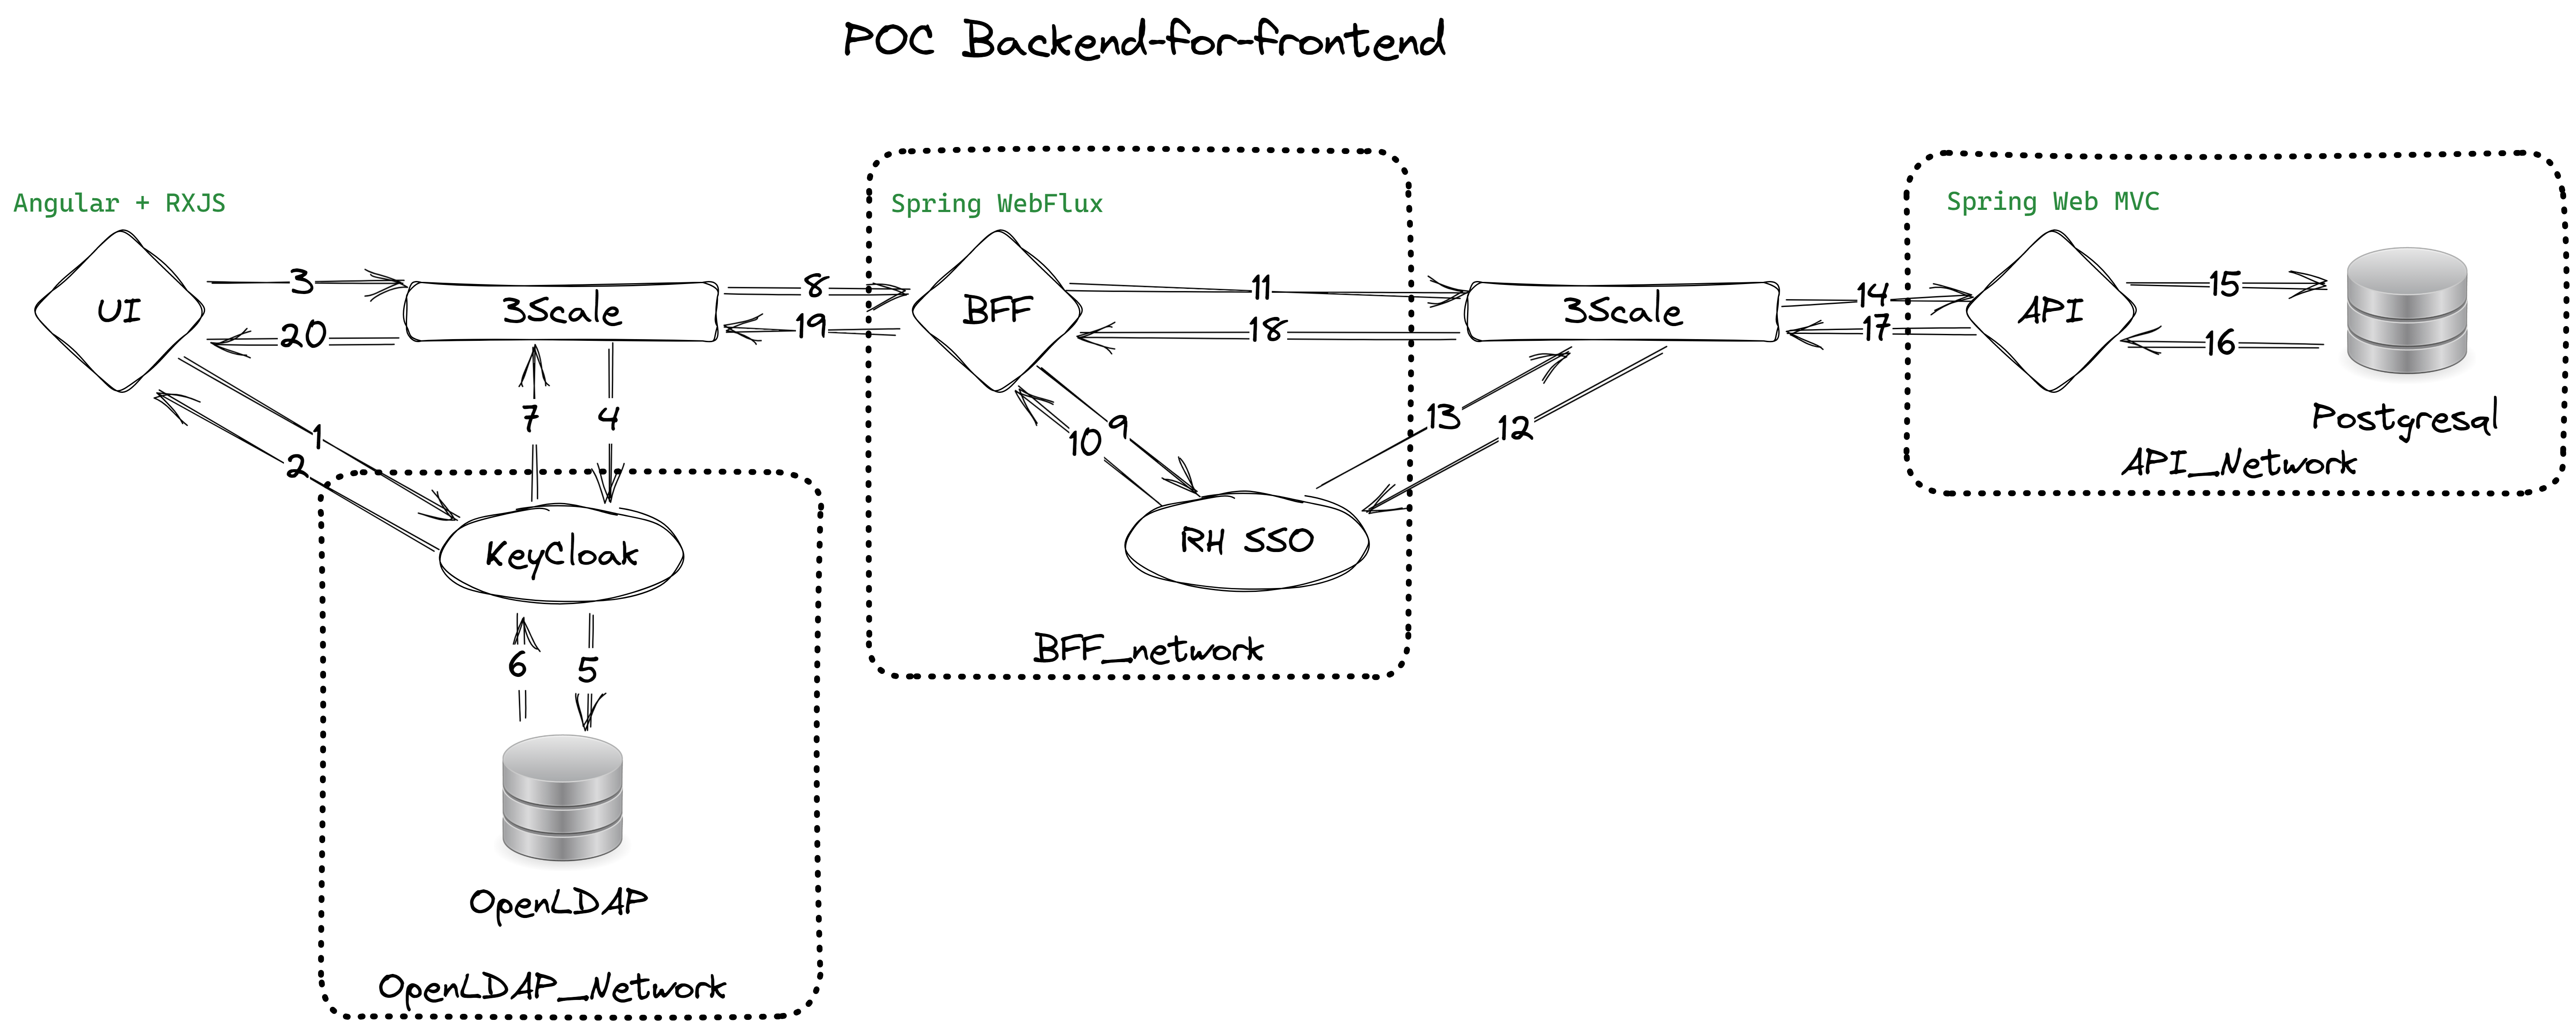 POC Backend-for-frontend
Angular + RXJS
Spring WebFlux
Spring Web MVC
UI
3
20
3Scale
8
19
BFF
11
18
3Scale
14
17
API
15
16
Postgresql
API_Network
1
2
7
4
9
10
13
12
KeyCloak
RH SSO
BFF_network
6
5
OpenLDAP
OpenLDAP_Network